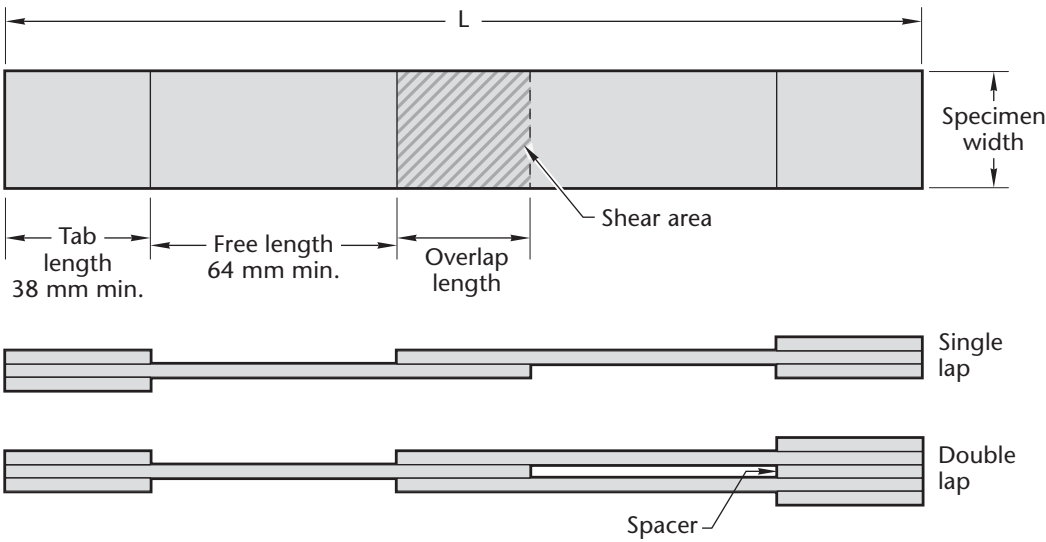 L
Specimen
width
Shear area
Tab
length
38 mm min.
Free length
64 mm min.
Overlap
length
Single
lap
Double
lap
Spacer